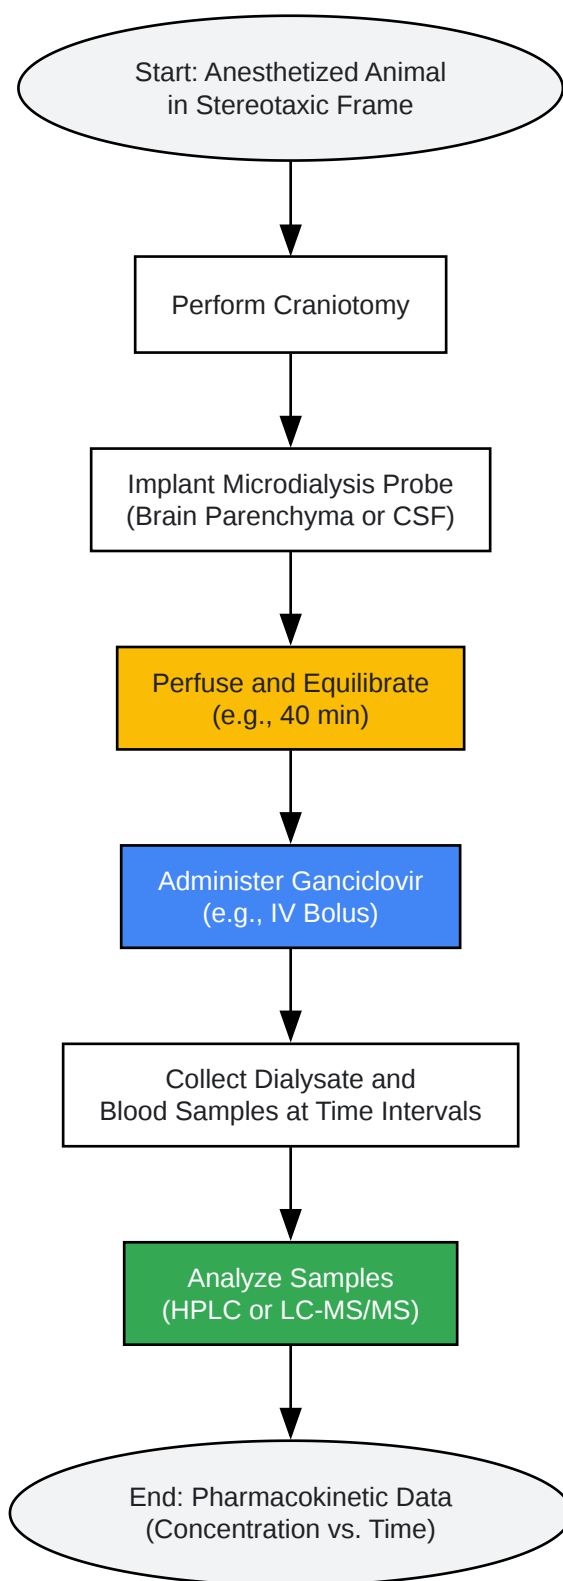 Start: Anesthetized Animal
in Stereotaxic Frame
Perform Craniotomy
Implant Microdialysis Probe
(Brain Parenchyma or CSF)
Perfuse and Equilibrate
(e.g., 40 min)
Administer Ganciclovir
(e.g., IV Bolus)
Collect Dialysate and
Blood Samples at Time Intervals
Analyze Samples
(HPLC or LC-MS/MS)
End: Pharmacokinetic Data
(Concentration vs. Time)